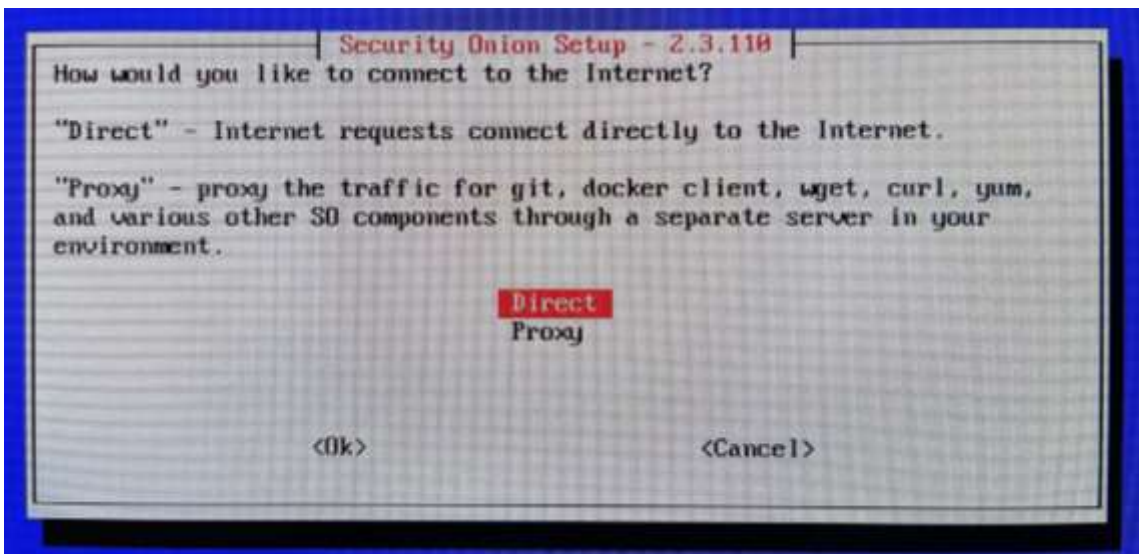 Security Onion Setup - 2.3.110
How would you like to connect to the Internet?
"Direct" - Internet requests connect directly to the Internet.
"Proxy" - proxy the traffic for git, docker client, wget, curl, yum,
and various other SO components through a separate server in your
environment.
Direct
Proxy
<Ok> <Cancel>